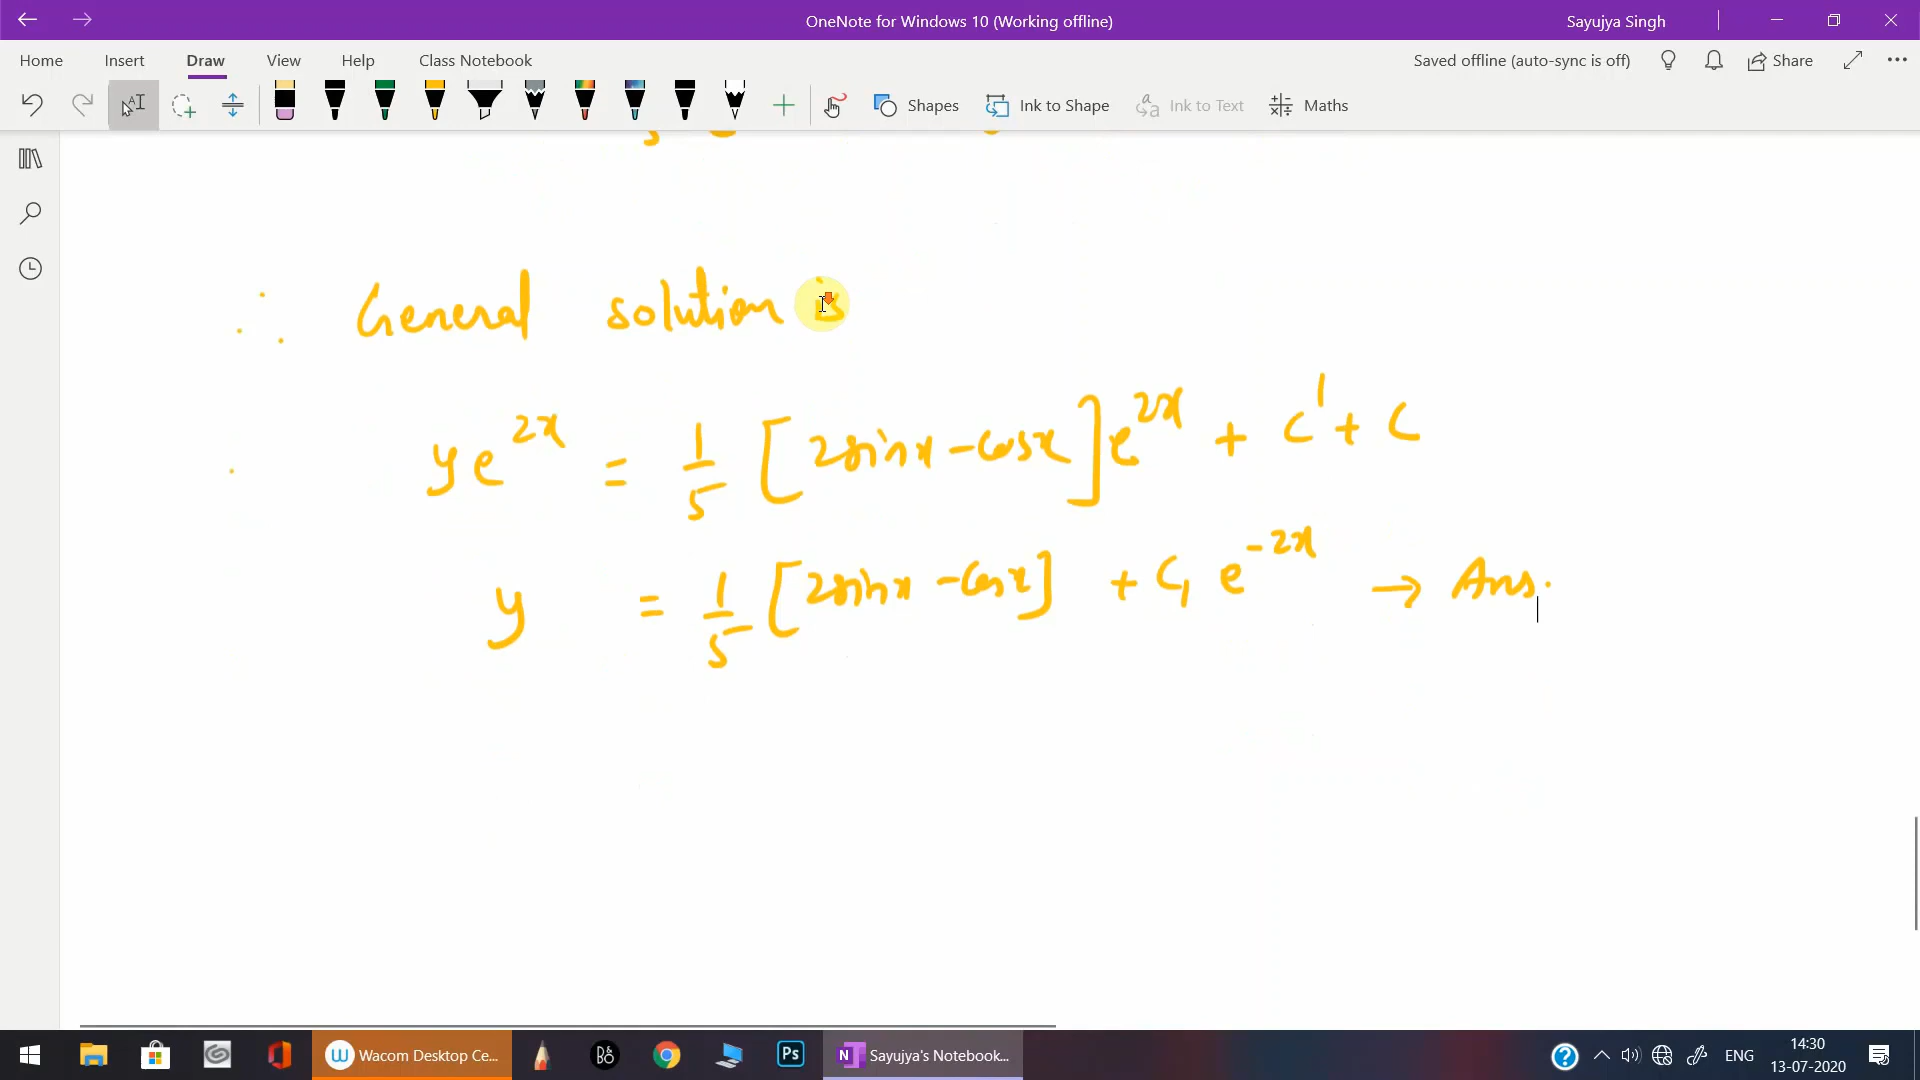 OneNote for Windows 10 (Working offline) Sayujya Singh
Home Insert Draw View Help Class Notebook Saved offline (auto-sync is off) Share
Shapes Ink to Shape Ink to Text Maths
∴ General solution is
ye^{2x} = 1/5 [2sinx - cosx] e^{2x} + c' + c
y = 1/5 [2sinx - cosx] + C₁ e^{-2x} → Ans.
Wacom Desktop Ce... Ps Sayujya's Notebook... ENG 14:30
13-07-2020